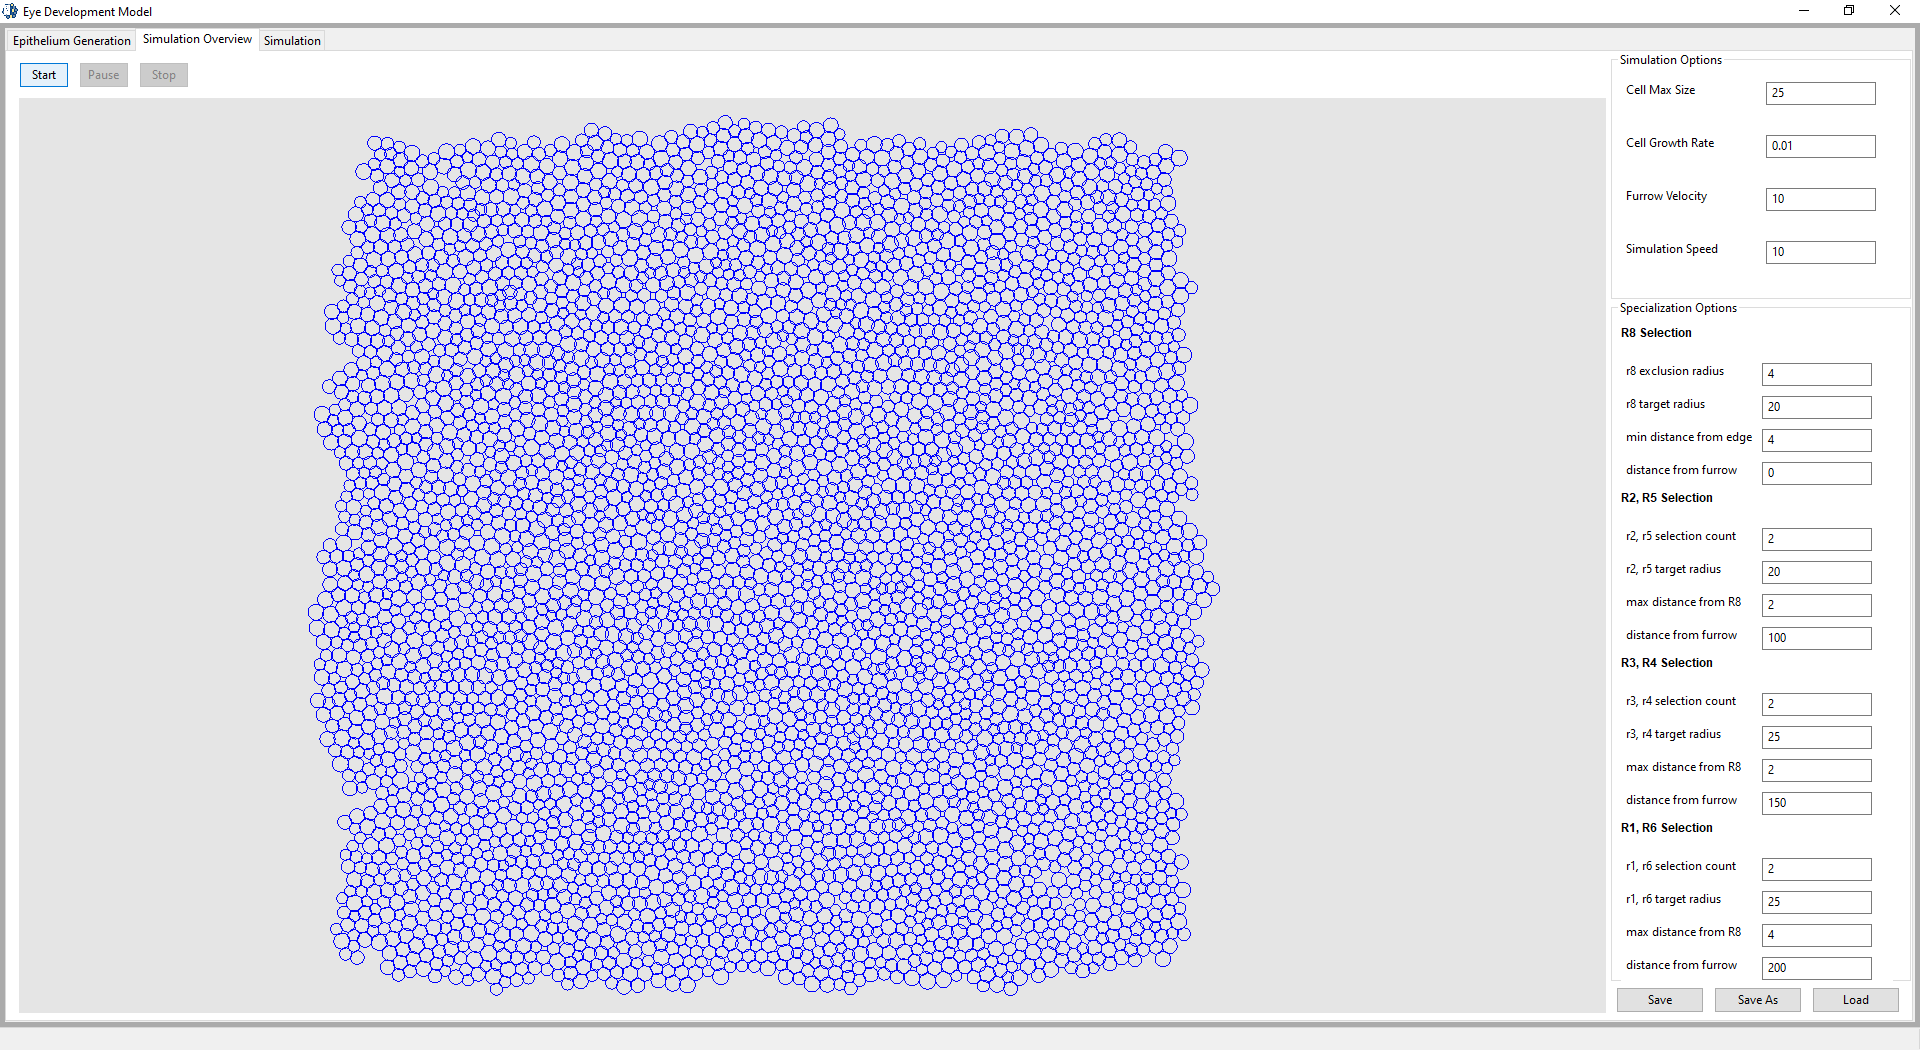 Eye Development Model
Epithelium Generation Simulation Overview Simulation
Start Pause Stop
Simulation Options
Cell Max Size 25
Cell Growth Rate 0.01
Furrow Velocity 10
Simulation Speed 10
Specialization Options
R8 Selection
r8 exclusion radius 4
r8 target radius 20
min distance from edge 4
distance from furrow 0
R2, R5 Selection
r2, r5 selection count 2
r2, r5 target radius 20
max distance from R8 2
distance from furrow 100
R3, R4 Selection
r3, r4 selection count 2
r3, r4 target radius 25
max distance from R8 2
distance from furrow 150
R1, R6 Selection
r1, r6 selection count 2
r1, r6 target radius 25
max distance from R8 4
distance from furrow 200
Save Save As Load